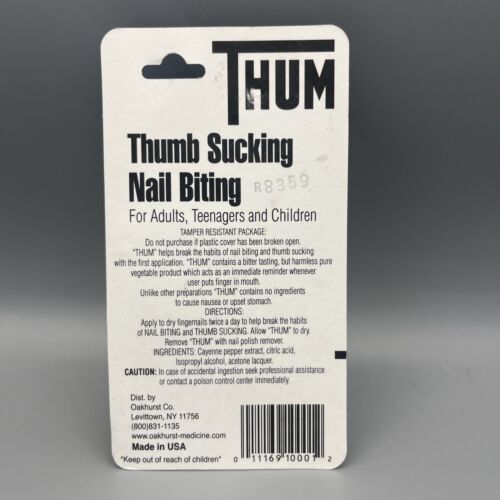 THUM
Thumb Sucking
Nail Biting
R8359
For Adults, Teenagers and Children
TAMPER RESISTANT PACKAGE:
Do not purchase if plastic cover has been broken open.
"THUM" helps break the habits of nail biting and thumb sucking
with the first application. "THUM" contains a bitter tasting, but harmless pure
vegetable product which acts as an immediate reminder whenever
user puts finger in mouth.
Unlike other preparations "THUM" contains no ingredients
to cause nausea or upset stomach.
DIRECTIONS:
Apply to dry fingernails twice a day to help break the habits
of NAIL BITING and THUMB SUCKING. Allow "THUM" to dry.
Remove "THUM" with nail polish remover.
INGREDIENTS: Cayenne pepper extract, citric acid,
Isopropyl alcohol, acetone lacquer.
CAUTION: In case of accidental ingestion seek professional assistance
or contact a poison control center immediately.
Dist. by
Oakhurst Co.
Levittown, NY 11756
(800)831-1135
www.oakhurst-medicine.com
Made in USA
"Keep out of reach of children"
0 11169 10001 2